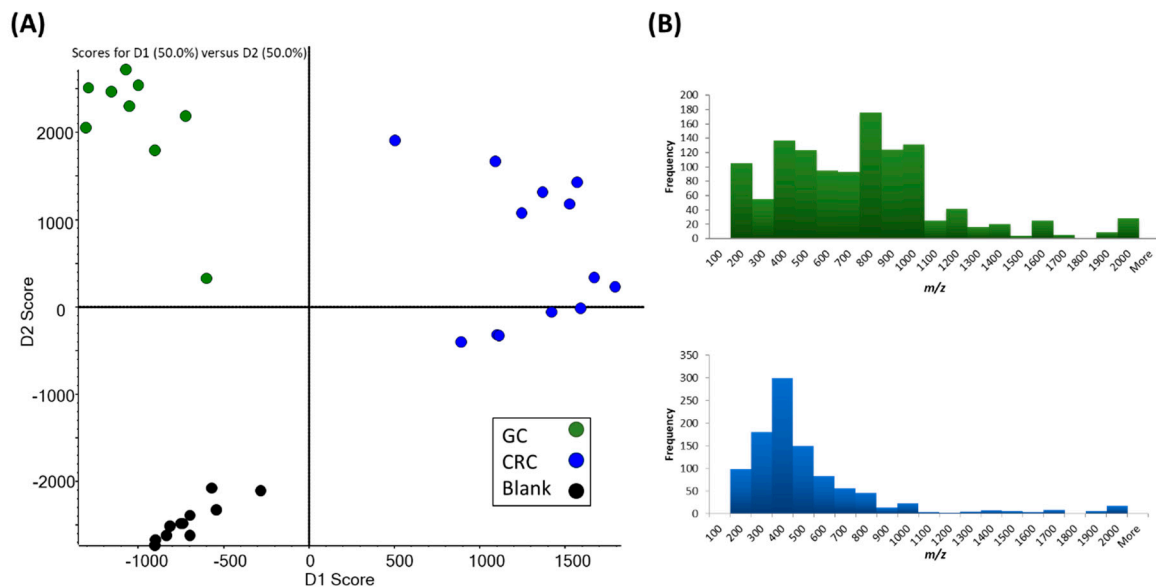 (A)
(B)
Scores for D1 (50.0%) versus D2 (50.0%)
2000
1000
0
-1000
-2000
D2 Score
-1000
-500
0
500
1000
1500
D1 Score
GC
CRC
Blank
200
180
160
140
120
100
80
60
40
20
0
Frequency
100 200 300 400 500 600 700 800 900 1000 1100 1200 1300 1400 1500 1600 1700 1800 1900 2000 More
m/z
350
300
250
200
150
100
50
0
Frequency
100 200 300 400 500 600 700 800 900 1000 1100 1200 1300 1400 1500 1600 1700 1800 1900 2000 More
m/z